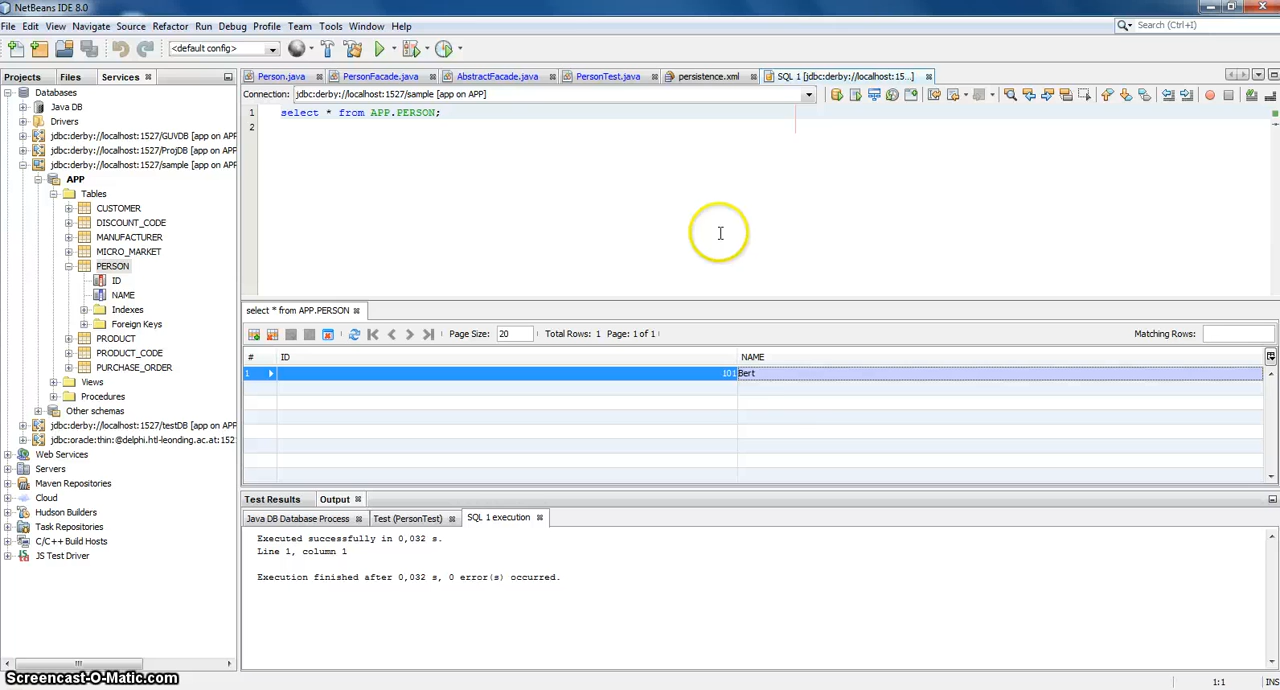 NetBeans IDE 8.0
File Edit View Navigate Source Refactor Run Debug Profile Team Tools Window Help
Search (Ctrl+I)
<default config>
Projects Files Services
Person.java PersonFacade.java AbstractFacade.java PersonTest.java persistence.xml SQL 1 [jdbc:derby://localhost:15...]
Connection: jdbc:derby://localhost:1527/sample [app on APP]
Databases
Java DB
Drivers
jdbc:derby://localhost:1527/GUVDB [app on APP
jdbc:derby://localhost:1527/ProjDB [app on APP
jdbc:derby://localhost:1527/sample [app on APP
APP
Tables
CUSTOMER
DISCOUNT_CODE
MANUFACTURER
MICRO_MARKET
PERSON
ID
NAME
Indexes
Foreign Keys
PRODUCT
PRODUCT_CODE
PURCHASE_ORDER
Views
Procedures
Other schemas
jdbc:derby://localhost:1527/testDB [app on APP
jdbc:oracle:thin:@delphi.htl-leonding.ac.at:152
Web Services
Servers
Maven Repositories
Cloud
Hudson Builders
Task Repositories
C/C++ Build Hosts
JS Test Driver
1 select * from APP.PERSON;
2
select * from APP.PERSON
Page Size: 20 Total Rows: 1 Page: 1 of 1
Matching Rows:
# ID NAME
1 101 Bert
Test Results Output
Java DB Database Process Test (PersonTest) SQL 1 execution
Executed successfully in 0,032 s.
Line 1, column 1
Execution finished after 0,032 s, 0 error(s) occurred.
Screencast-O-Matic.com
1:1 INS